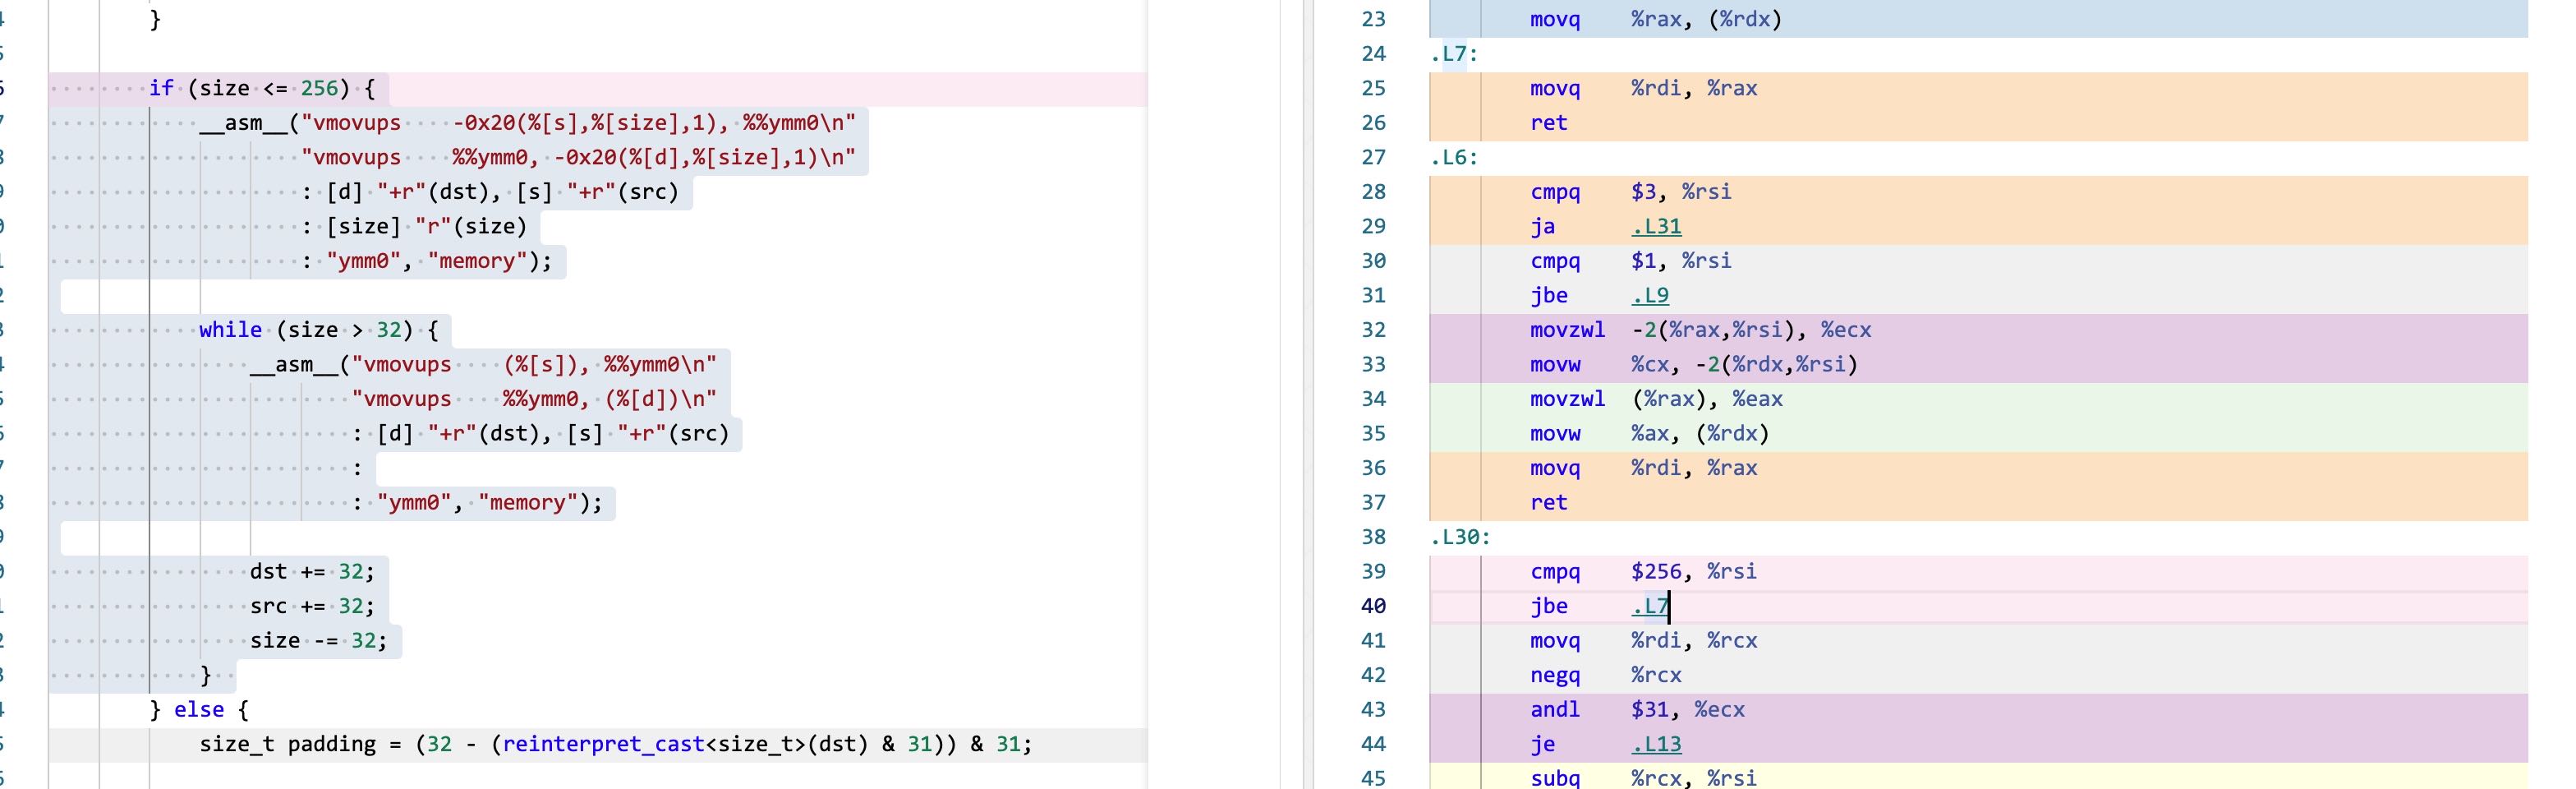 }
if (size <= 256) {
__asm__("vmovups    -0x20(%[s],%[size],1), %%ymm0\n"
"vmovups    %%ymm0, -0x20(%[d],%[size],1)\n"
: [d] "+r"(dst), [s] "+r"(src)
: [size] "r"(size)
: "ymm0", "memory");
while (size > 32) {
__asm__("vmovups    (%[s]), %%ymm0\n"
"vmovups    %%ymm0, (%[d])\n"
: [d] "+r"(dst), [s] "+r"(src)
:
: "ymm0", "memory");
dst += 32;
src += 32;
size -= 32;
}
} else {
size_t padding = (32 - (reinterpret_cast<size_t>(dst) & 31)) & 31;
23 movq %rax, (%rdx)
24 .L7:
25 movq %rdi, %rax
26 ret
27 .L6:
28 cmpq $3, %rsi
29 ja .L31
30 cmpq $1, %rsi
31 jbe .L9
32 movzwl -2(%rax,%rsi), %ecx
33 movw %cx, -2(%rdx,%rsi)
34 movzwl (%rax), %eax
35 movw %ax, (%rdx)
36 movq %rdi, %rax
37 ret
38 .L30:
39 cmpq $256, %rsi
40 jbe .L7
41 movq %rdi, %rcx
42 negq %rcx
43 andl $31, %ecx
44 je .L13
45 subq %rcx, %rsi